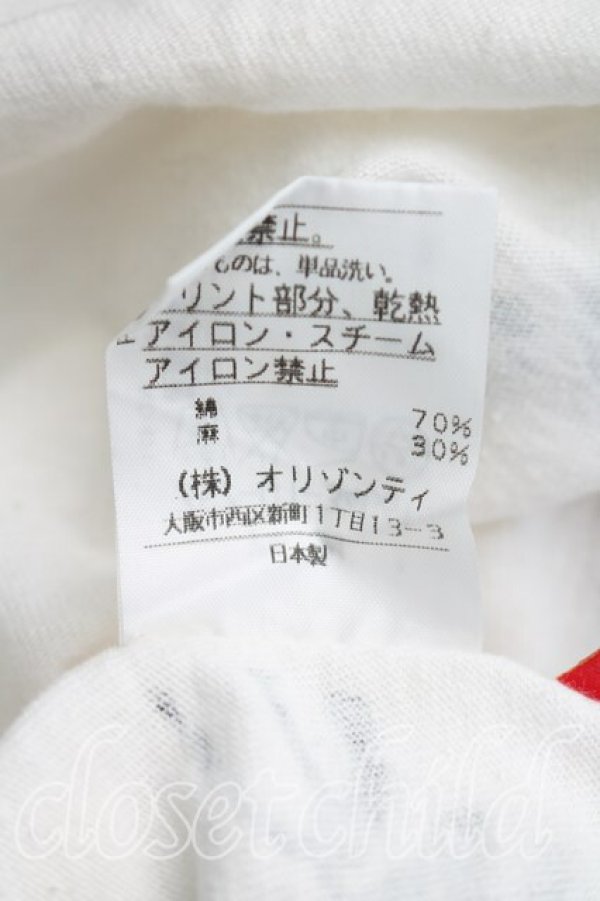 禁止。
ものは、単品洗い。
リント部分、乾熱
アイロン・スチーム
アイロン禁止
綿 70%
麻 30%
(株) オリゾンティ
大阪市西区新町1丁目13-3
日本製
closet child